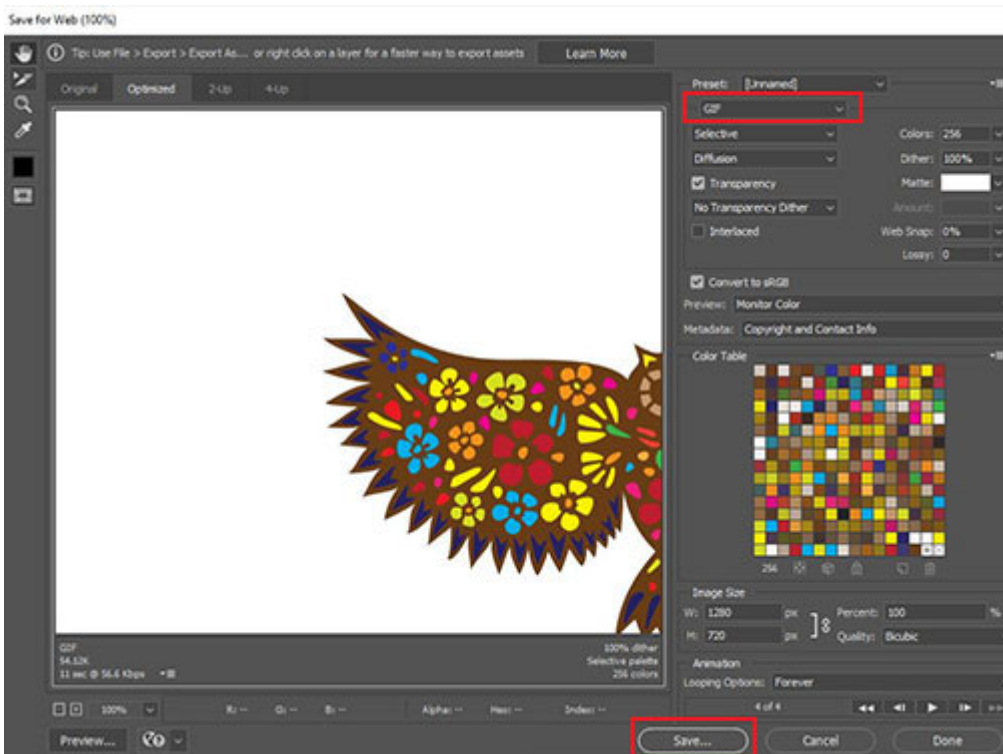 Save for Web (100%)
Tip: Use File > Export > Export As... or right click on a layer for a faster way to export assets
Learn More
Original
Optimized
2-Up
4-Up
Preset: [Unnamed]
GIF
Selective
Colors: 256
Diffusion
Dither: 100%
Transparency
Matte:
No Transparency Dither
Amount:
Interlaced
Web Snap: 0%
Lossy: 0
Convert to sRGB
Preview: Monitor Color
Metadata: Copyright and Contact Info
Color Table
256
Image Size
W: 1280 px
Percent: 100 %
H: 720 px
Quality: Bicubic
Animation
Looping Options: Forever
4 of 4
GIF
54.12K
11 sec @ 56.6 Kbps
100% dither
Selective palette
256 colors
100%
R: --
G: --
B: --
Alpha: --
Hex: --
Index: --
Preview...
Save...
Cancel
Done